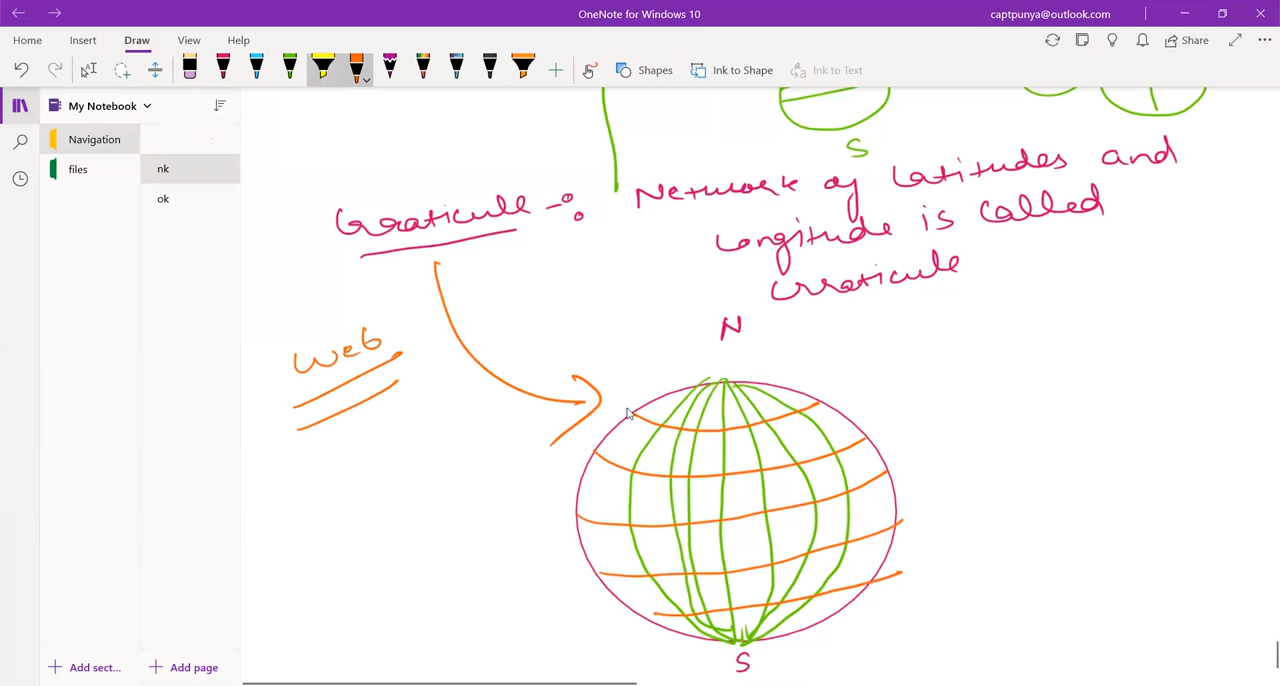 OneNote for Windows 10
captpunya@outlook.com
Home Insert Draw View Help
Share
Shapes
Ink to Shape
Ink to Text
My Notebook
Navigation
files
nk
ok
S
Graticule -: Network of Latitudes and
Longitude is called
Graticule
Web
N
S
+ Add sect...
+ Add page